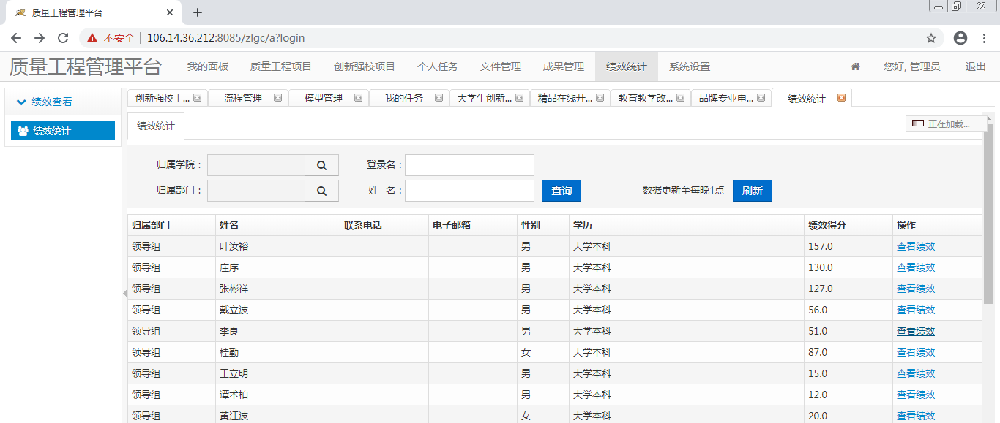 质量工程管理平台
不安全 106.14.36.212:8085/zlgc/a?login
质量工程管理平台 我的面板 质量工程项目 创新强校项目 个人任务 文件管理 成果管理 绩效统计 系统设置 您好, 管理员 退出
绩效查看
绩效统计
创新强校工... 流程管理 模型管理 我的任务 大学生创新... 精品在线开... 教育教学改... 品牌专业申... 绩效统计
绩效统计
正在加载...
归属学院： 登录名：
归属部门： 姓 名： 查询 数据更新至每晚1点 刷新
归属部门 姓名 联系电话 电子邮箱 性别 学历 绩效得分 操作
领导组 叶汝裕 男 大学本科 157.0 查看绩效
领导组 庄序 男 大学本科 130.0 查看绩效
领导组 张彬祥 男 大学本科 127.0 查看绩效
领导组 戴立波 男 大学本科 56.0 查看绩效
领导组 李良 男 大学本科 51.0 查看绩效
领导组 桂勤 女 大学本科 87.0 查看绩效
领导组 王立明 男 大学本科 15.0 查看绩效
领导组 谭术柏 男 大学本科 12.0 查看绩效
领导组 黄江波 女 大学本科 20.0 查看绩效